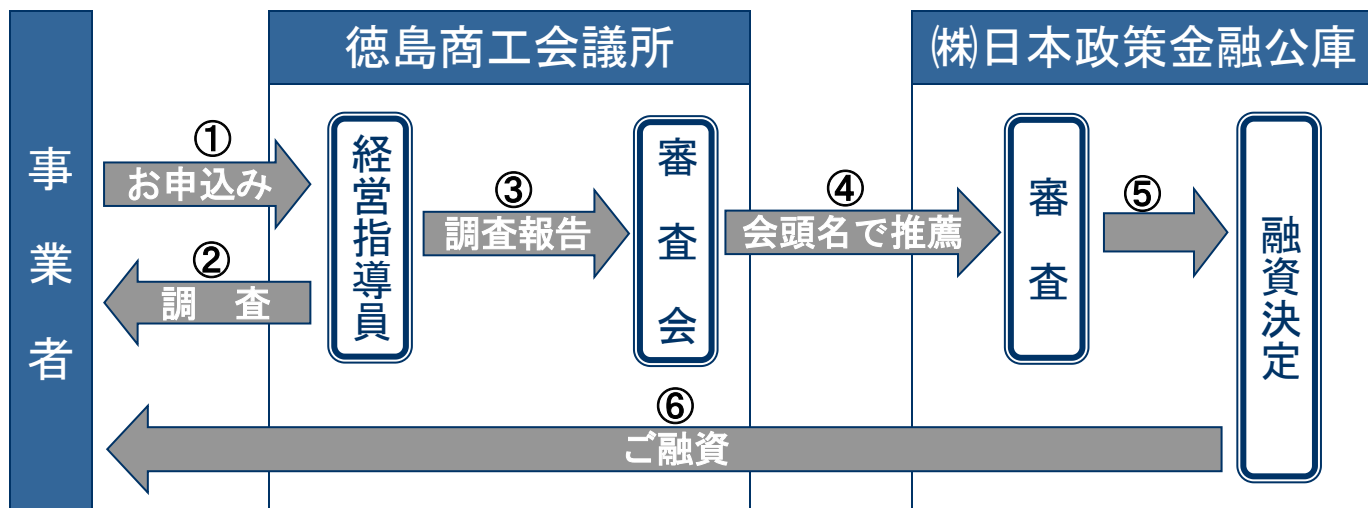 徳島商工会議所
㈱日本政策金融公庫
事業者
①
お申込み
②
調　査
経営指導員
③
調査報告
審査会
④
会頭名で推薦
審査
⑤
融資決定
⑥
ご融資